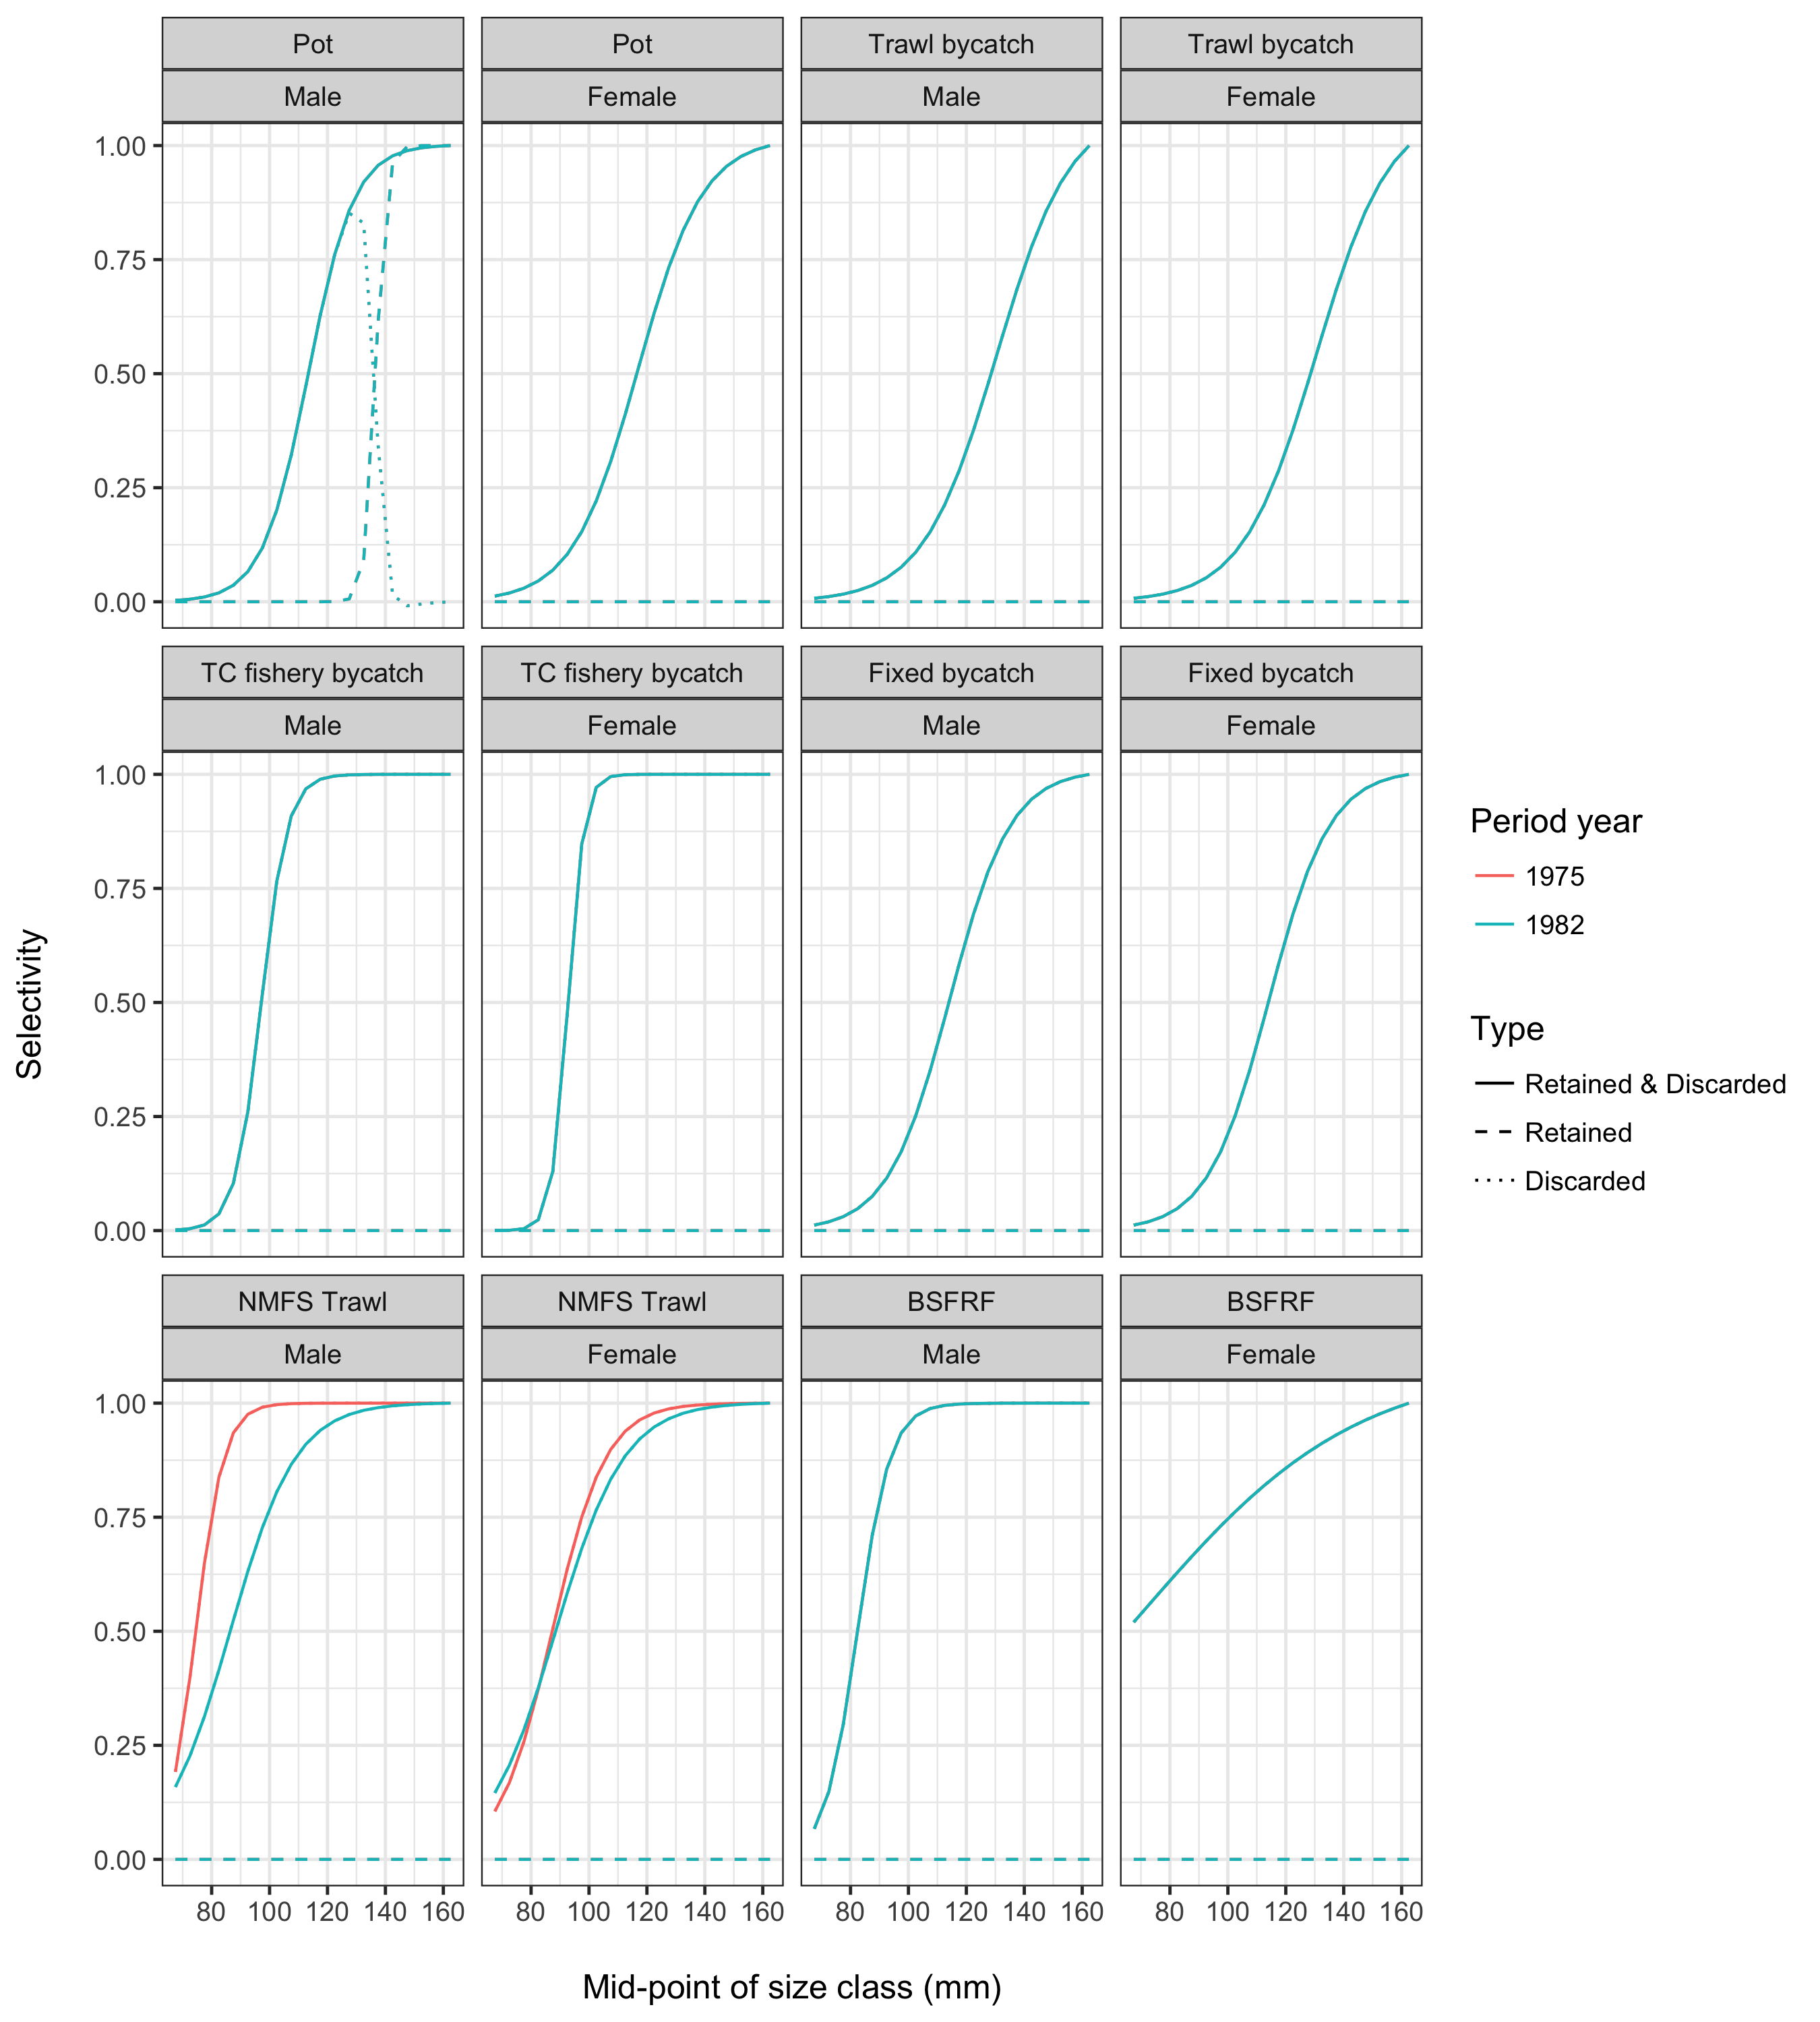 Pot
Pot
Trawl bycatch
Trawl bycatch
Male
Female
Male
Female
1.00
0.75
0.50
0.25
0.00
TC fishery bycatch
TC fishery bycatch
Fixed bycatch
Fixed bycatch
Male
Female
Male
Female
1.00
0.75
0.50
0.25
0.00
NMFS Trawl
NMFS Trawl
BSFRF
BSFRF
Male
Female
Male
Female
1.00
0.75
0.50
0.25
0.00
80 100 120 140 160
80 100 120 140 160
80 100 120 140 160
80 100 120 140 160
Mid-point of size class (mm)
Selectivity
Period year
1975
1982
Type
Retained & Discarded
Retained
Discarded